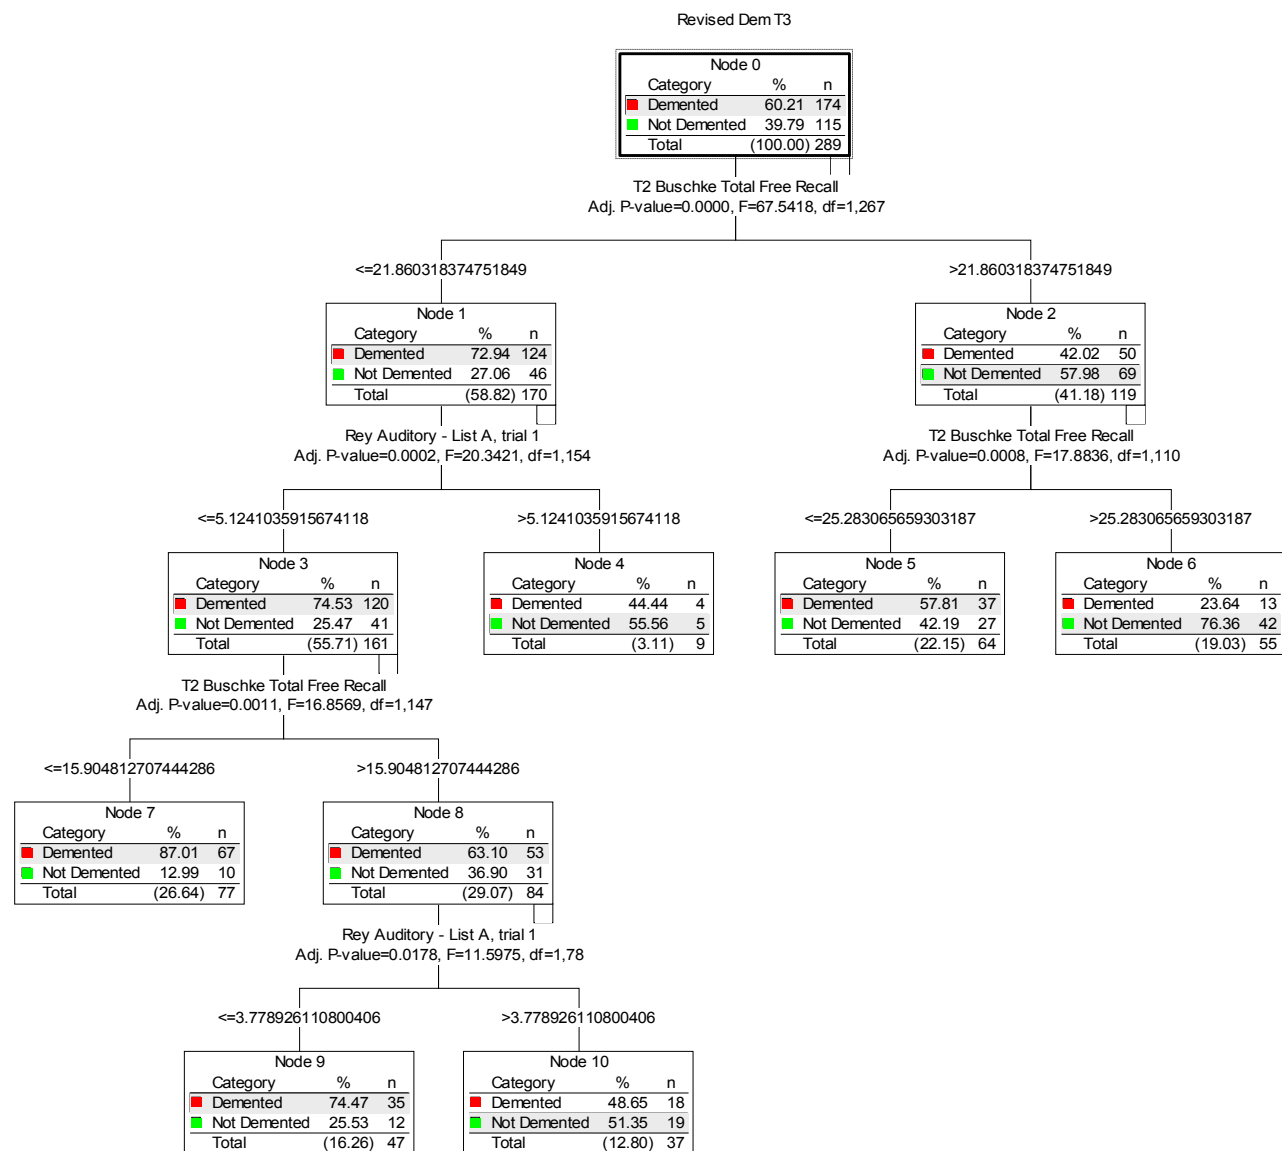 Revised Dem T3
Node 0
Category % n
Demented 60.21 174
Not Demented 39.79 115
Total (100.00) 289
T2 Buschke Total Free Recall
Adj. P-value=0.0000, F=67.5418, df=1,267
<=21.860318374751849
>21.860318374751849
Node 1
Category % n
Demented 72.94 124
Not Demented 27.06 46
Total (58.82) 170
Node 2
Category % n
Demented 42.02 50
Not Demented 57.98 69
Total (41.18) 119
Rey Auditory - List A, trial 1
Adj. P-value=0.0002, F=20.3421, df=1,154
T2 Buschke Total Free Recall
Adj. P-value=0.0008, F=17.8836, df=1,110
<=5.1241035915674118
>5.1241035915674118
<=25.283065659303187
>25.283065659303187
Node 3
Category % n
Demented 74.53 120
Not Demented 25.47 41
Total (55.71) 161
Node 4
Category % n
Demented 44.44 4
Not Demented 55.56 5
Total (3.11) 9
Node 5
Category % n
Demented 57.81 37
Not Demented 42.19 27
Total (22.15) 64
Node 6
Category % n
Demented 23.64 13
Not Demented 76.36 42
Total (19.03) 55
T2 Buschke Total Free Recall
Adj. P-value=0.0011, F=16.8569, df=1,147
<=15.904812707444286
>15.904812707444286
Node 7
Category % n
Demented 87.01 67
Not Demented 12.99 10
Total (26.64) 77
Node 8
Category % n
Demented 63.10 53
Not Demented 36.90 31
Total (29.07) 84
Rey Auditory - List A, trial 1
Adj. P-value=0.0178, F=11.5975, df=1,78
<=3.778926110800406
>3.778926110800406
Node 9
Category % n
Demented 74.47 35
Not Demented 25.53 12
Total (16.26) 47
Node 10
Category % n
Demented 48.65 18
Not Demented 51.35 19
Total (12.80) 37